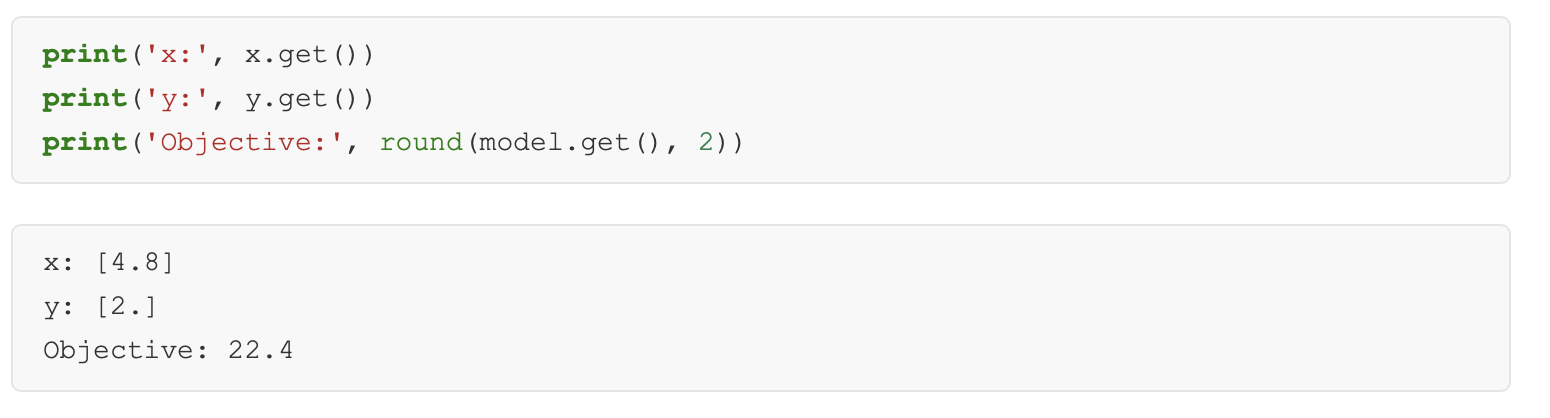 print('x:', x.get())
print('y:', y.get())
print('Objective:', round(model.get(), 2))
x: [4.8]
y: [2.]
Objective: 22.4